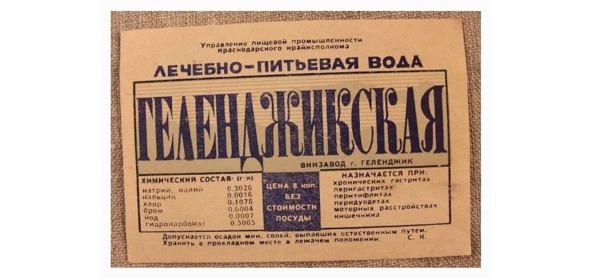 Управление пищевой промышленности
Краснодарского крайисполкома
ЛЕЧЕБНО-ПИТЬЕВАЯ ВОДА
ГЕЛЕНДЖИКСКАЯ
ВИНЗАВОД г. ГЕЛЕНДЖИК
ХИМИЧЕСКИЙ СОСТАВ: (г/л)
натрий, калий 0.3026
кальций 0.0016
хлор 0.1078
бром 0.0004
йод 0.0007
гидрокарбонат 0.5065
ЦЕНА 8 коп.
БЕЗ
СТОИМОСТИ
ПОСУДЫ
НАЗНАЧАЕТСЯ ПРИ:
хронических гастритах
перигастритах
перитифлитах
перидуодетах
моторных расстройствах
кишечника
Допускается осадок мин. солей, выпавших естественным путем.
Хранить в прохладном месте в лежачем положении. С. К.